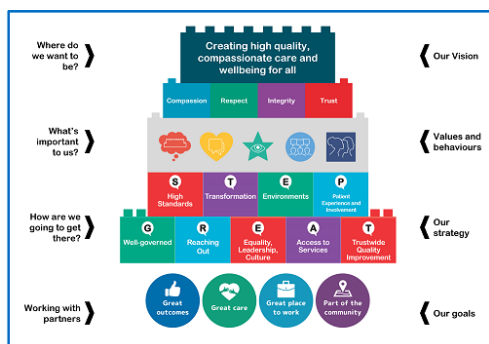 Where do
we want to
be?
Creating high quality,
compassionate care and
wellbeing for all
Our Vision
Compassion
Respect
Integrity
Trust
What's
important
to us?
Values and
behaviours
S
T
E
P
High
Standards
Transformation
Environments
Patient
Experience and
Involvement
How are we
going to get
there?
G
R
E
A
T
Well-governed
Reaching
Out
Equality,
Leadership,
Culture
Access to
Services
Trustwide
Quality
Improvement
Our
strategy
Working with
partners
Great
outcomes
Great care
Great place
to work
Part of the
community
Our goals